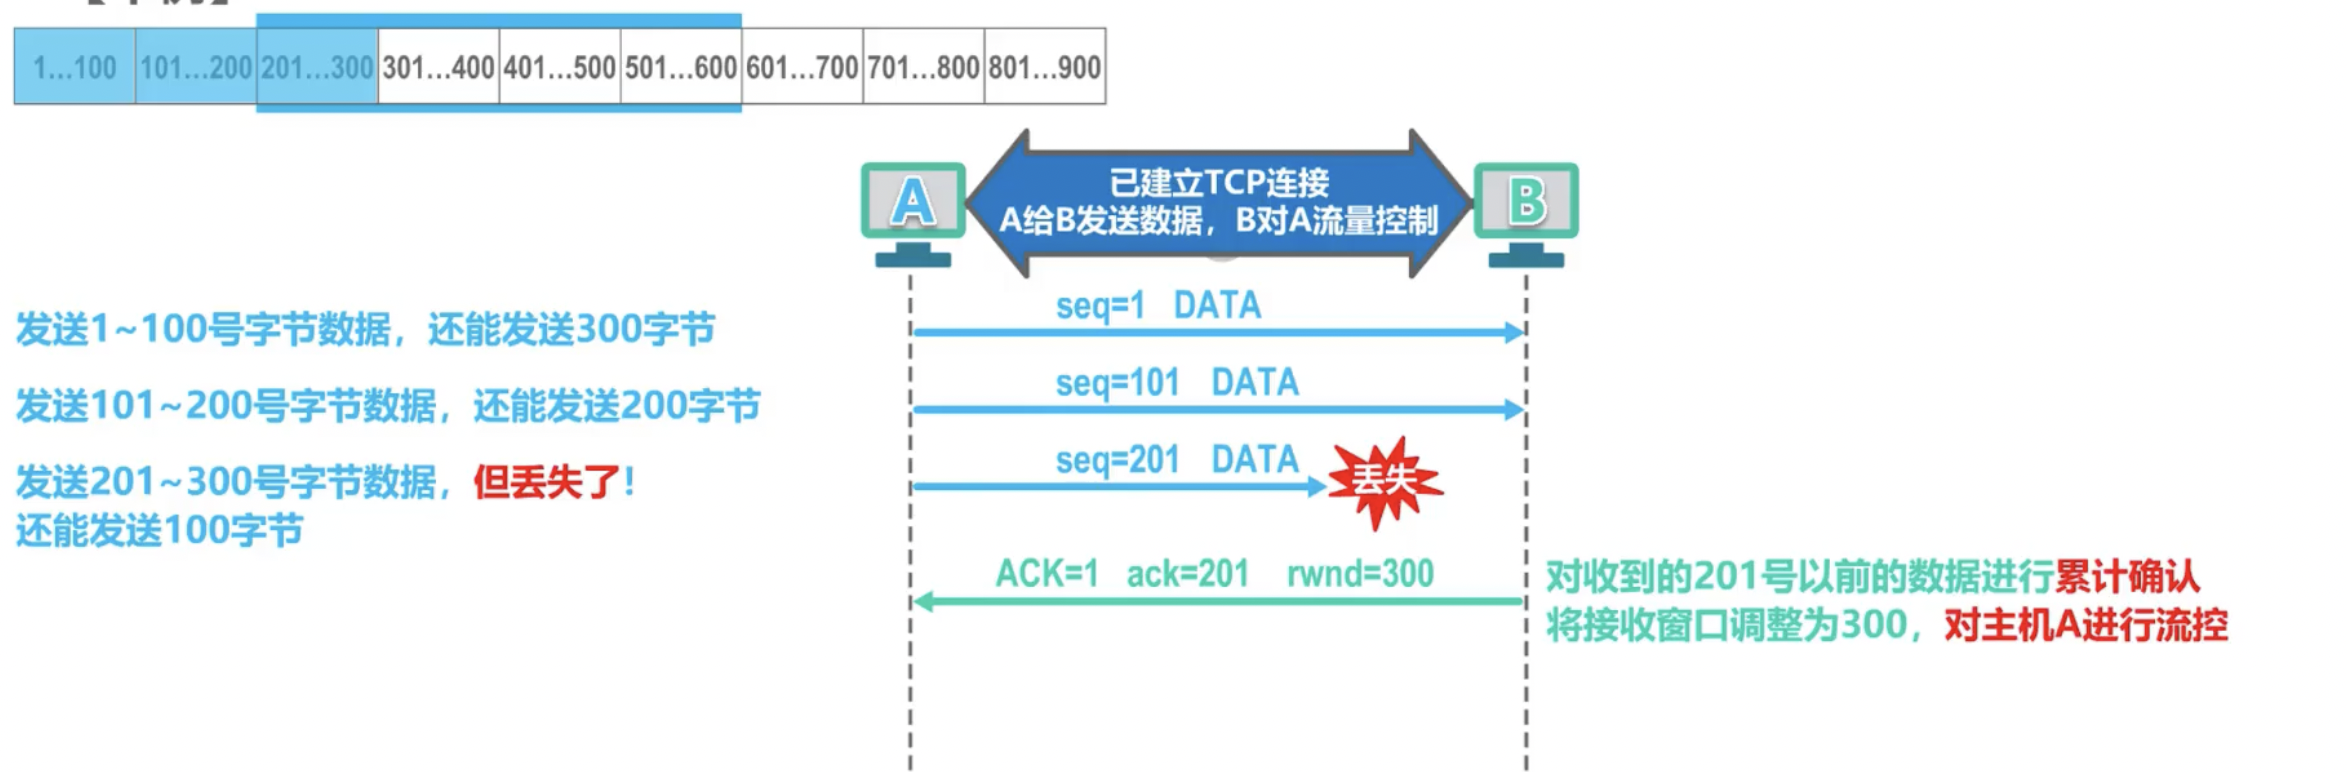 1...100 101...200 201...300 301...400 401...500 501...600 601...700 701...800 801...900
A
已建立TCP连接
A给B发送数据，B对A流量控制
B
发送1~100号字节数据，还能发送300字节
seq=1 DATA
发送101~200号字节数据，还能发送200字节
seq=101 DATA
发送201~300号字节数据，但丢失了！
还能发送100字节
seq=201 DATA
丢失
ACK=1 ack=201 rwnd=300
对收到的201号以前的数据进行累计确认
将接收窗口调整为300，对主机A进行流控